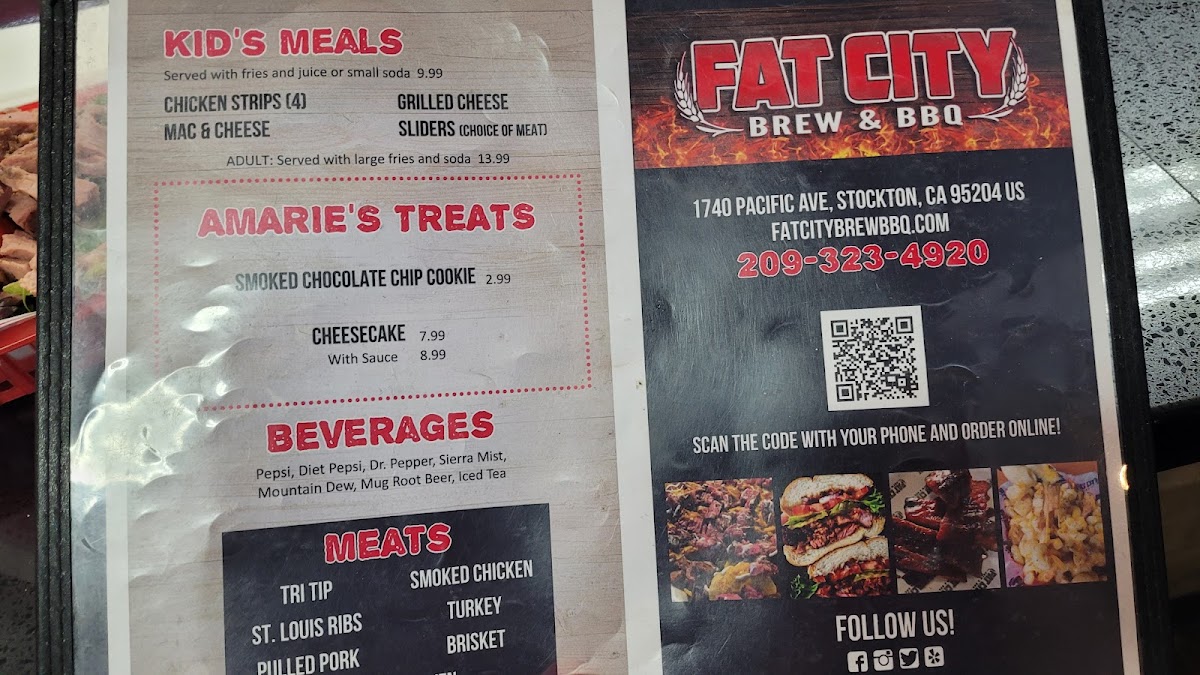 KID'S MEALS
Served with fries and juice or small soda 9.99
CHICKEN STRIPS (4) GRILLED CHEESE
MAC & CHEESE SLIDERS (CHOICE OF MEAT)
ADULT: Served with large fries and soda 13.99
AMARIE'S TREATS
SMOKED CHOCOLATE CHIP COOKIE 2.99
CHEESECAKE 7.99
With Sauce 8.99
BEVERAGES
Pepsi, Diet Pepsi, Dr. Pepper, Sierra Mist,
Mountain Dew, Mug Root Beer, Iced Tea
MEATS
TRI TIP
ST. LOUIS RIBS
PULLED PORK
SMOKED CHICKEN
TURKEY
BRISKET
FAT CITY
BREW & BBQ
1740 PACIFIC AVE, STOCKTON, CA 95204 US
FATCITYBREWBBQ.COM
209-323-4920
SCAN THE CODE WITH YOUR PHONE AND ORDER ONLINE!
FOLLOW US!